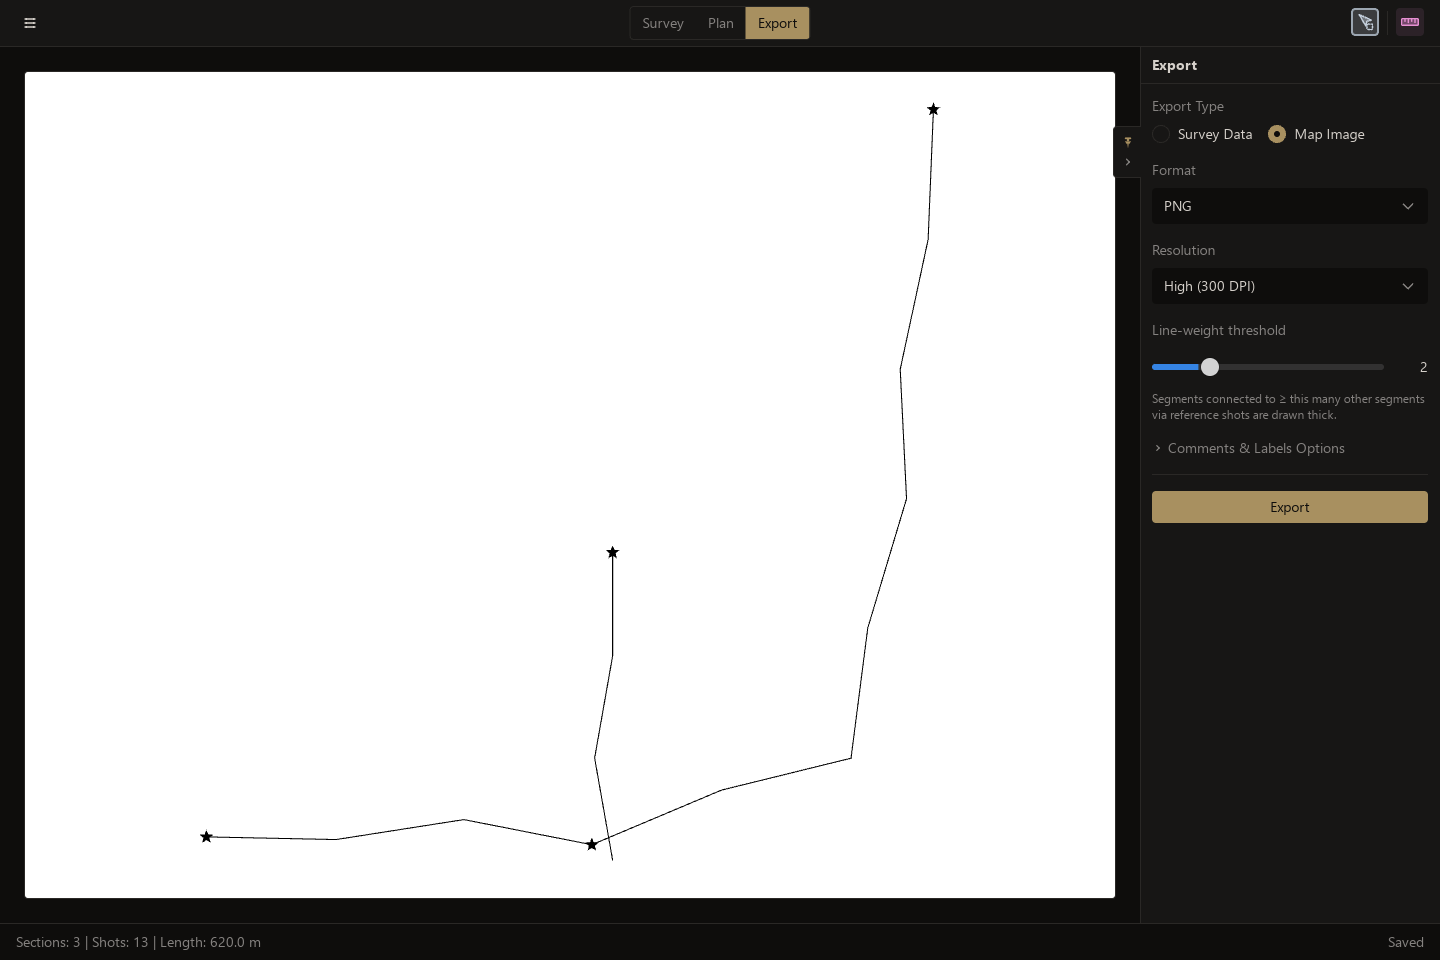 Survey Plan Export
Export
Export Type
Survey Data Map Image
Format
PNG
Resolution
High (300 DPI)
Line-weight threshold
2
Segments connected to ≥ this many other segments
via reference shots are drawn thick.
Comments & Labels Options
Export
Sections: 3 | Shots: 13 | Length: 620.0 m
Saved